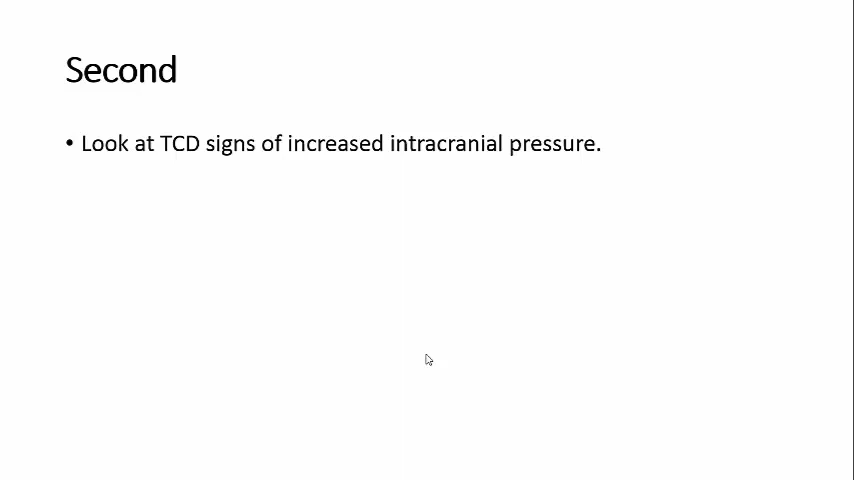 Second
• Look at TCD signs of increased intracranial pressure.